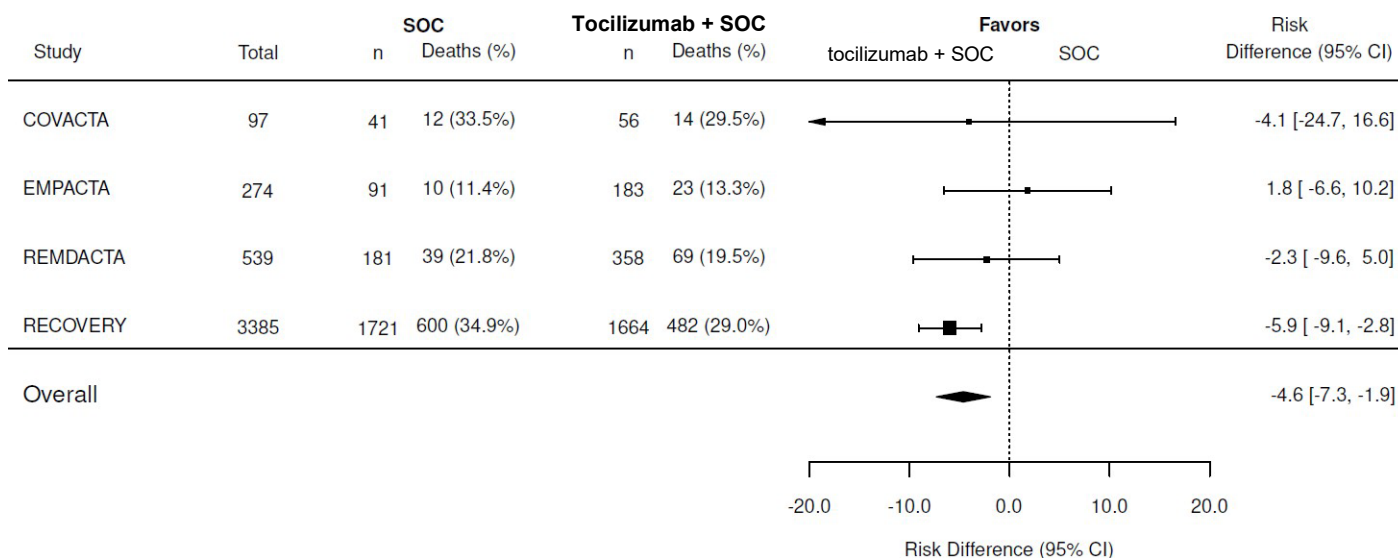 SOC Tocilizumab + SOC Favors Risk
Study Total n Deaths (%) n Deaths (%) tocilizumab + SOC SOC Difference (95% CI)
COVACTA 97 41 12 (33.5%) 56 14 (29.5%) -4.1 [-24.7, 16.6]
EMPACTA 274 91 10 (11.4%) 183 23 (13.3%) 1.8 [ -6.6, 10.2]
REMDACTA 539 181 39 (21.8%) 358 69 (19.5%) -2.3 [ -9.6, 5.0]
RECOVERY 3385 1721 600 (34.9%) 1664 482 (29.0%) -5.9 [ -9.1, -2.8]
Overall -4.6 [-7.3, -1.9]
-20.0 -10.0 0.0 10.0 20.0
Risk Difference (95% CI)